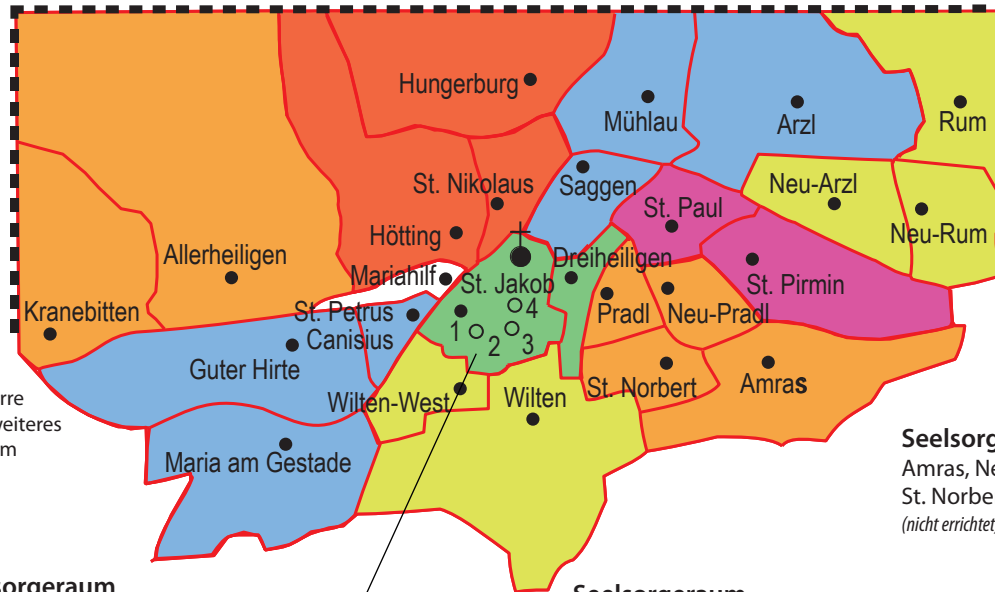 Hungerburg
Mühlau
Arzl
Rum
St. Nikolaus
Saggen
Neu-Arzl
St. Paul
Hötting
Neu-Rum
Allerheiligen
Dreiheiligen
Mariahilf
St. Jakob
St. Pirmin
Kranebitten
St. Petrus
Canisius
4
Pradl
Neu-Pradl
1
2
3
Guter Hirte
St. Norbert
Amras
Wilten-West
Wilten
rre
eiteres
m
Maria am Gestade
Seelsorg
Amras, Ne
St. Norbe
(nicht errichtet
sorgeraum
Seelsorgeraum